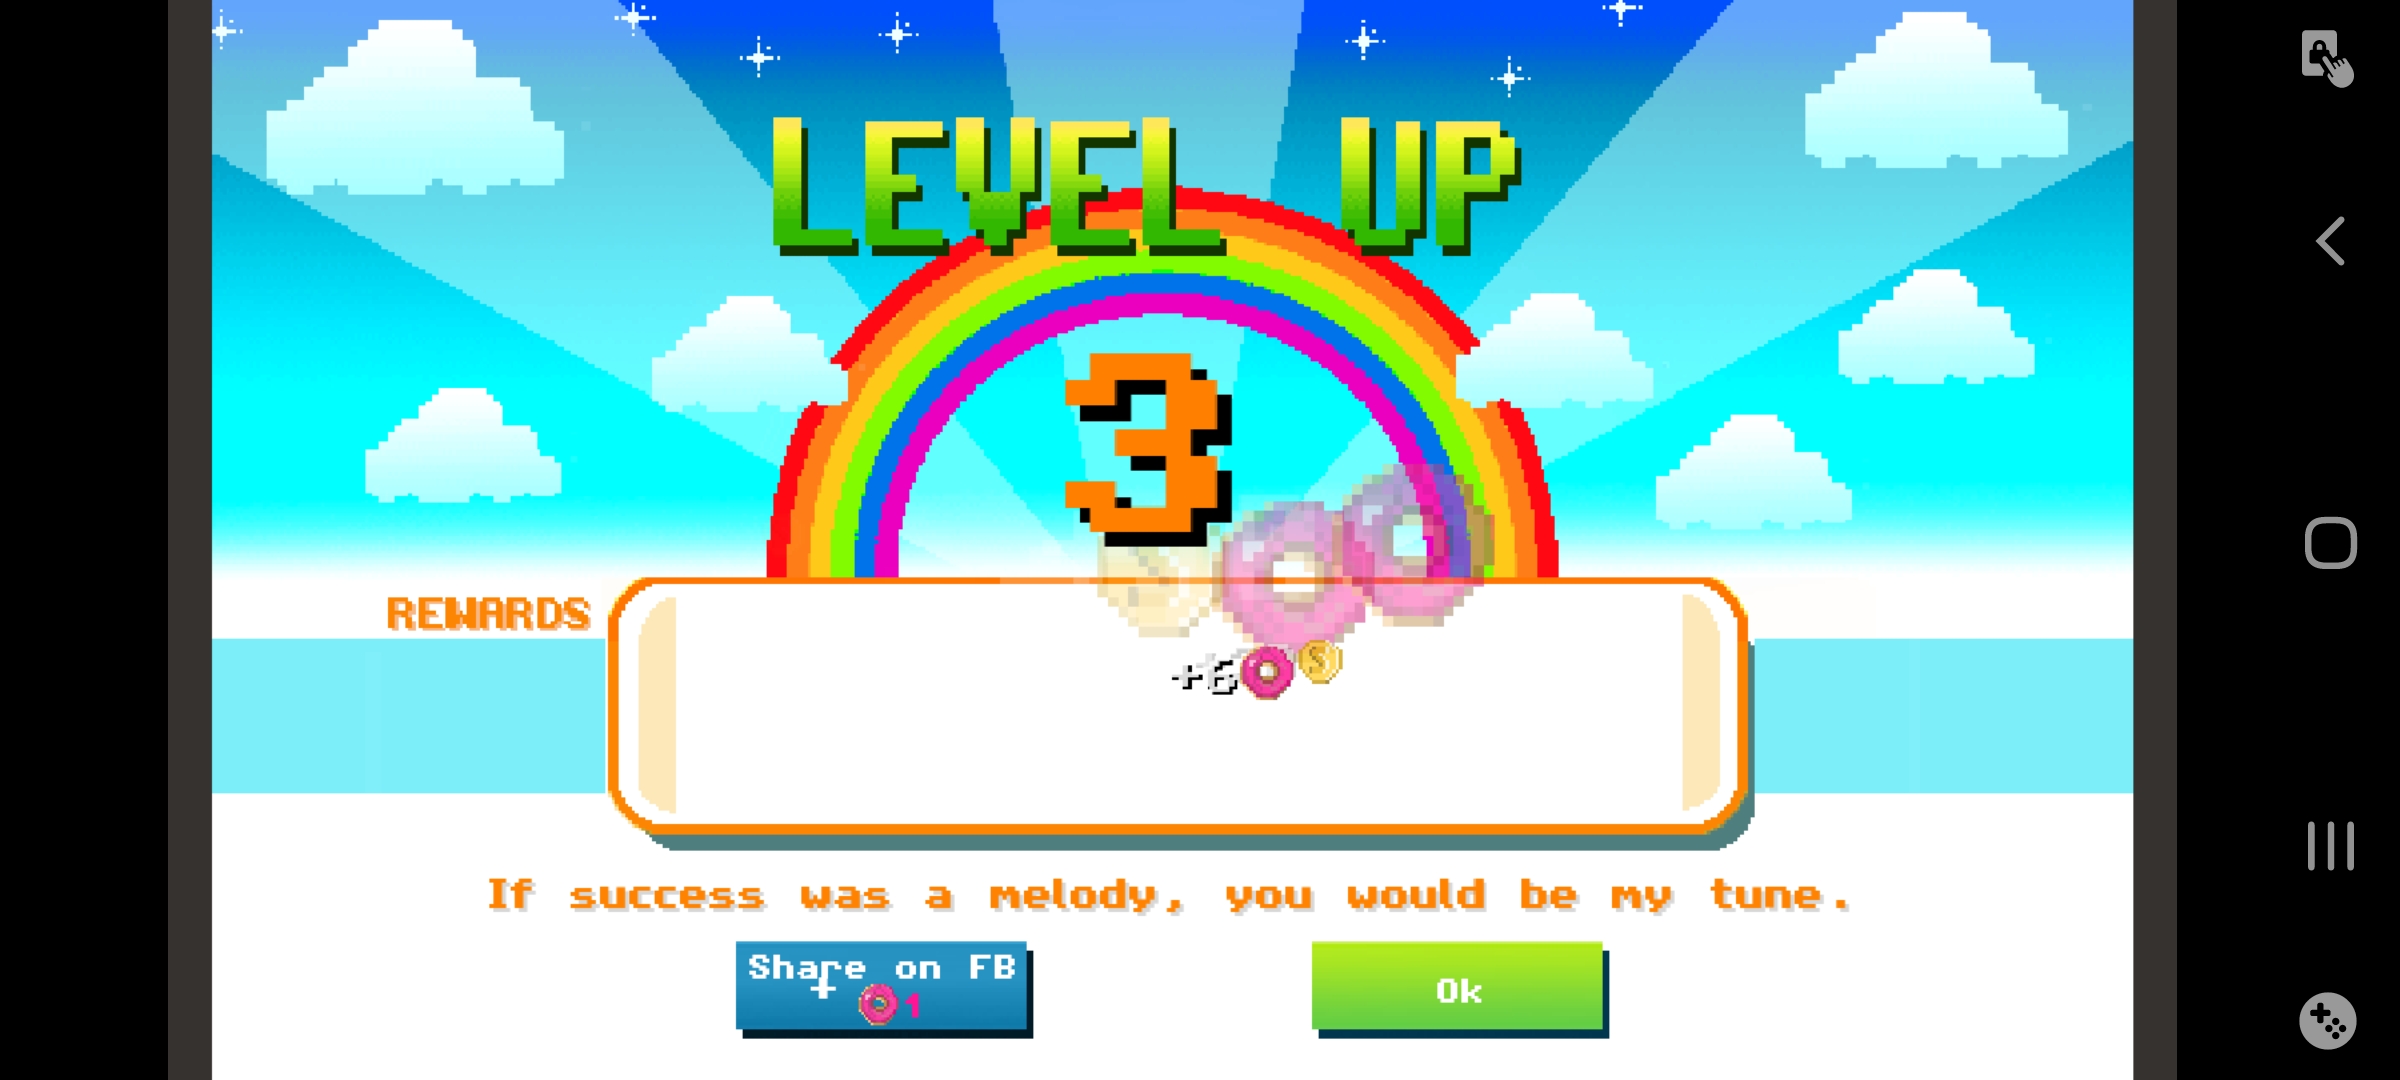 LEVEL UP
3
REWARDS
+6
If success was a melody, you would be my tune.
Share on FB
+ 1
Ok